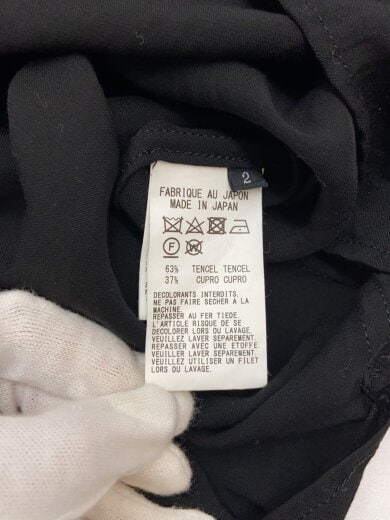 2
FABRIQUE AU JAPON
MADE IN JAPAN
F
W
63% TENCEL TENCEL
37% CUPRO CUPRO
DECOLORANTS INTERDITS.
NE PAS FAIRE SECHER A LA
MACHINE.
REPASSER AU FER TIEDE.
L'ARTICLE RISQUE DE SE
DECOLORER LORS DU LAVAGE.
VEUILLEZ LAVER SEPAREMENT.
REPASSER AVEC UNE ETOFFE.
VEUILLER LAVER SEPAREMENT.
VEUILLEZ UTILISER UN FILET
LORS DU LAVAGE.